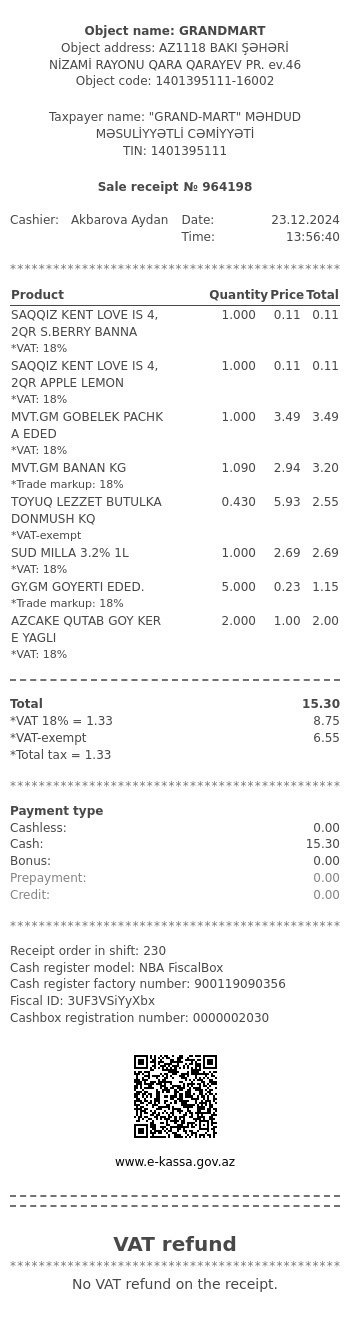 Object name: GRANDMART
Object address: AZ1118 BAKI ŞƏHƏRİ
NİZAMİ RAYONU QARA QARAYEV PR. ev.46
Object code: 1401395111-16002
Taxpayer name: "GRAND-MART" MƏHDUD
MƏSULİYYƏTLİ CƏMİYYƏTİ
TIN: 1401395111
Sale receipt № 964198
Cashier: Akbarova Aydan Date: 23.12.2024
Time: 13:56:40
**********************************************
Product Quantity Price Total
SAQQIZ KENT LOVE IS 4, 1.000 0.11 0.11
2QR S.BERRY BANNA
*VAT: 18%
SAQQIZ KENT LOVE IS 4, 1.000 0.11 0.11
2QR APPLE LEMON
*VAT: 18%
MVT.GM GOBELEK PACHK 1.000 3.49 3.49
A EDED
*VAT: 18%
MVT.GM BANAN KG 1.090 2.94 3.20
*Trade markup: 18%
TOYUQ LEZZET BUTULKA 0.430 5.93 2.55
DONMUSH KQ
*VAT-exempt
SUD MILLA 3.2% 1L 1.000 2.69 2.69
*VAT: 18%
GY.GM GOYERTI EDED. 5.000 0.23 1.15
*Trade markup: 18%
AZCAKE QUTAB GOY KER 2.000 1.00 2.00
E YAGLI
*VAT: 18%
Total 15.30
*VAT 18% = 1.33 8.75
*VAT-exempt 6.55
*Total tax = 1.33
**********************************************
Payment type
Cashless: 0.00
Cash: 15.30
Bonus: 0.00
Prepayment: 0.00
Credit: 0.00
**********************************************
Receipt order in shift: 230
Cash register model: NBA FiscalBox
Cash register factory number: 900119090356
Fiscal ID: 3UF3VSiYyXbx
Cashbox registration number: 0000002030
www.e-kassa.gov.az
VAT refund
**********************************************
No VAT refund on the receipt.